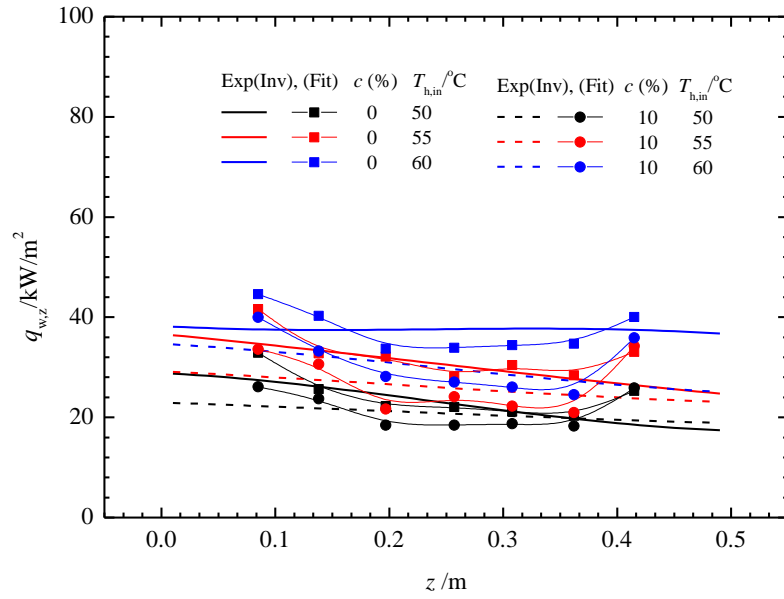 100
80
60
40
20
0
0.0 0.1 0.2 0.3 0.4 0.5
q_w,z/kW/m²
z /m
Exp(Inv), (Fit) c (%) T_h,in/°C
0 50
0 55
0 60
Exp(Inv), (Fit) c (%) T_h,in/°C
10 50
10 55
10 60